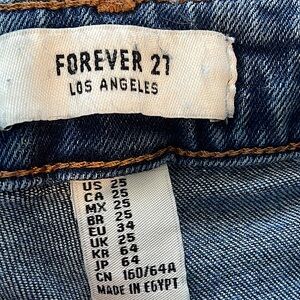 FOREVER 21
LOS ANGELES
US 25
CA 25
MX 25
BR 25
EU 34
UK 25
KR 64
JP 64
CN 160/64A
MADE IN EGYPT